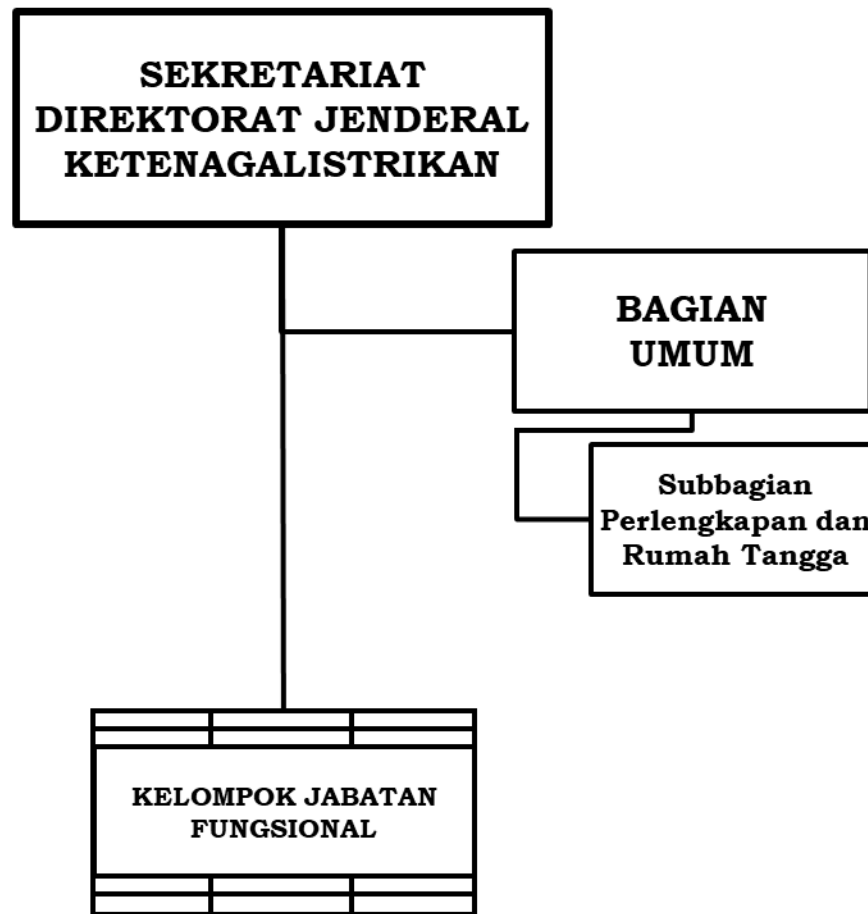 SEKRETARIAT
DIREKTORAT JENDERAL
KETENAGALISTRIKAN
BAGIAN
UMUM
Subbagian
Perlengkapan dan
Rumah Tangga
KELOMPOK JABATAN
FUNGSIONAL